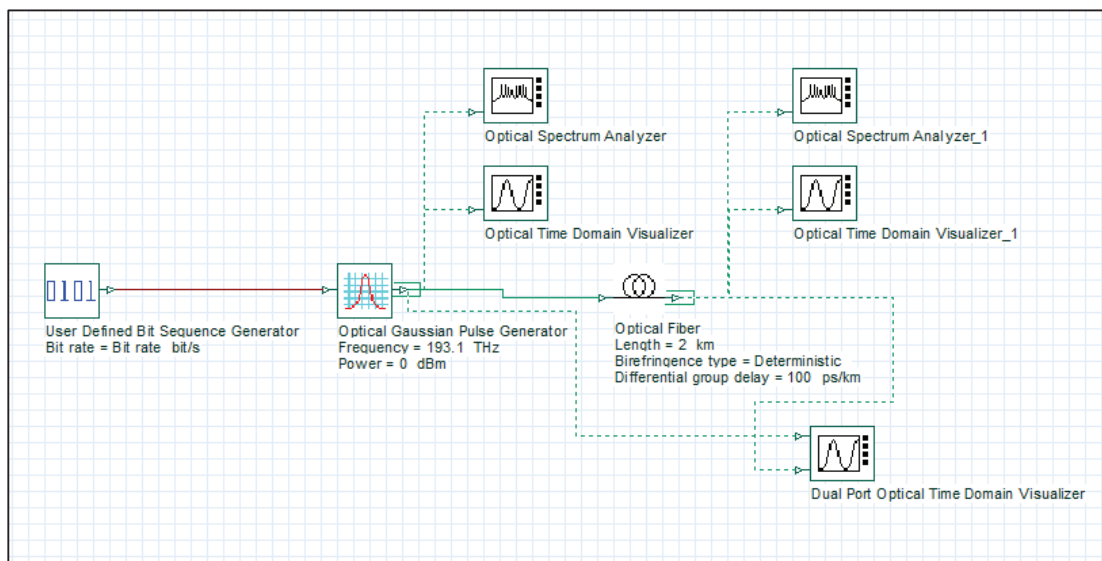 Optical Spectrum Analyzer
Optical Spectrum Analyzer_1
Optical Time Domain Visualizer
Optical Time Domain Visualizer_1
0101
User Defined Bit Sequence Generator
Bit rate = Bit rate bit/s
Optical Gaussian Pulse Generator
Frequency = 193.1 THz
Power = 0 dBm
Optical Fiber
Length = 2 km
Birefringence type = Deterministic
Differential group delay = 100 ps/km
Dual Port Optical Time Domain Visualizer